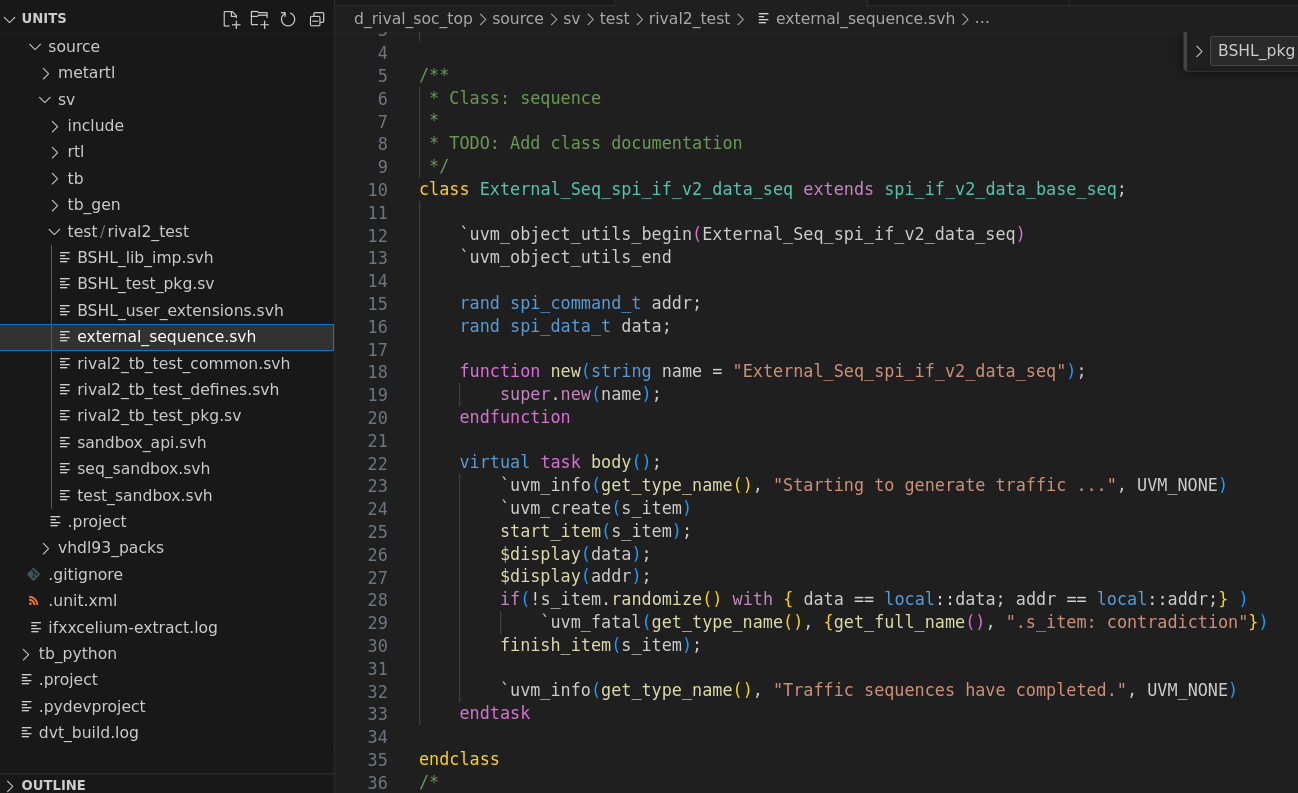 UNITS
source
metartl
sv
include
rtl
tb
tb_gen
test/rival2_test
BSHL_lib_imp.svh
BSHL_test_pkg.sv
BSHL_user_extensions.svh
external_sequence.svh
rival2_tb_test_common.svh
rival2_tb_test_defines.svh
rival2_tb_test_pkg.sv
sandbox_api.svh
seq_sandbox.svh
test_sandbox.svh
.project
vhdl93_packs
.gitignore
.unit.xml
ifxxcelium-extract.log
tb_python
.project
.pydevproject
dvt_build.log
OUTLINE
d_rival_soc_top > source > sv > test > rival2_test > external_sequence.svh > ...
BSHL_pkg
4
5 /**
6  * Class: sequence
7  *
8  * TODO: Add class documentation
9  */
10 class External_Seq_spi_if_v2_data_seq extends spi_if_v2_data_base_seq;
11
12     `uvm_object_utils_begin(External_Seq_spi_if_v2_data_seq)
13     `uvm_object_utils_end
14
15     rand spi_command_t addr;
16     rand spi_data_t data;
17
18     function new(string name = "External_Seq_spi_if_v2_data_seq");
19         super.new(name);
20     endfunction
21
22     virtual task body();
23         `uvm_info(get_type_name(), "Starting to generate traffic ...", UVM_NONE)
24         `uvm_create(s_item)
25         start_item(s_item);
26         $display(data);
27         $display(addr);
28         if(!s_item.randomize() with { data == local::data; addr == local::addr;} )
29             `uvm_fatal(get_type_name(), {get_full_name(), ".s_item: contradiction"})
30         finish_item(s_item);
31
32         `uvm_info(get_type_name(), "Traffic sequences have completed.", UVM_NONE)
33     endtask
34
35 endclass
36 /*